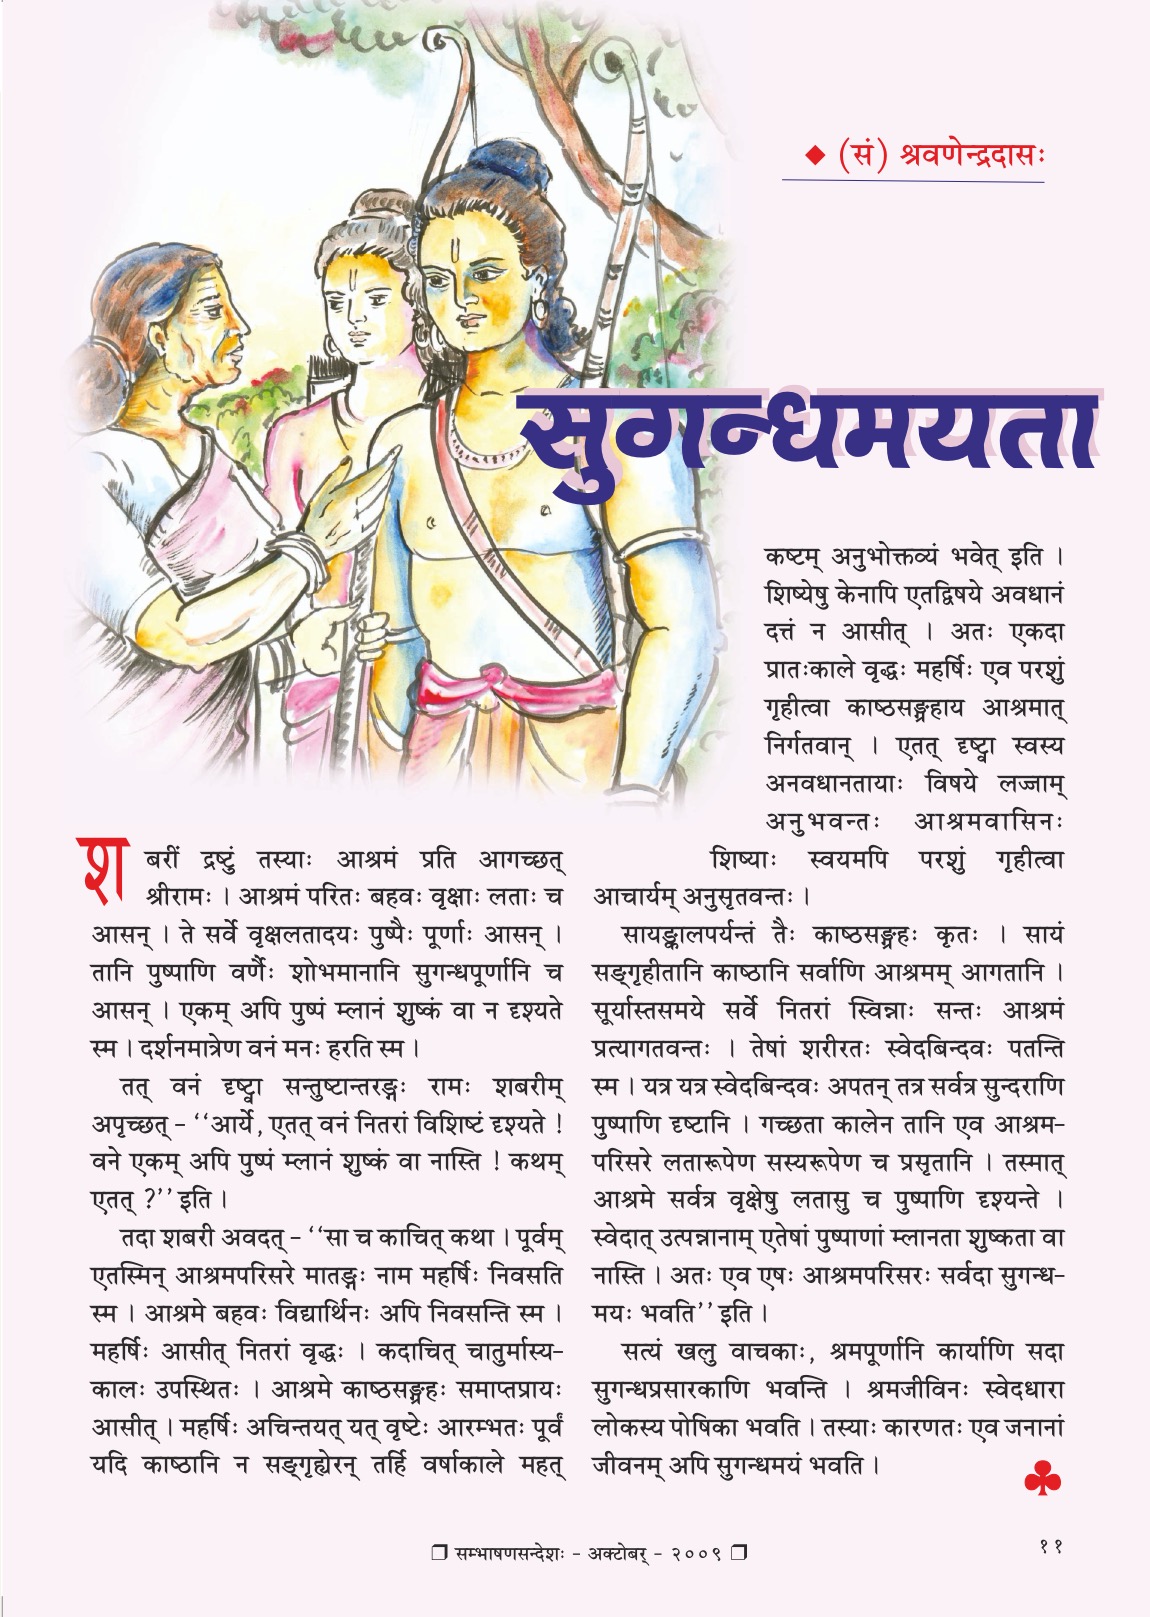 ◆ (सं) श्रवणेन्द्रदासः
सुगन्धमयता
शबरीं द्रष्टुं तस्याः आश्रमं प्रति आगच्छत्
श्रीरामः । आश्रमं परितः बहवः वृक्षाः लताः च
आसन् । ते सर्वे वृक्षलतादयः पुष्पैः पूर्णाः आसन् ।
तानि पुष्पाणि वर्णैः शोभमानानि सुगन्धपूर्णानि च
आसन् । एकम् अपि पुष्पं म्लानं शुष्कं वा न दृश्यते
स्म । दर्शनमात्रेण वनं मनः हरति स्म ।
तत् वनं दृष्ट्वा सन्तुष्टान्तरङ्गः रामः शबरीम्
अपृच्छत् – ‘‘आर्ये, एतत् वनं नितरां विशिष्टं दृश्यते !
वने एकम् अपि पुष्पं म्लानं शुष्कं वा नास्ति ! कथम्
एतत् ?’’ इति ।
तदा शबरी अवदत् – ‘‘सा च काचित् कथा । पूर्वम्
एतस्मिन् आश्रमपरिसरे मातङ्गः नाम महर्षिः निवसति
स्म । आश्रमे बहवः विद्यार्थिनः अपि निवसन्ति स्म ।
महर्षिः आसीत् नितरां वृद्धः । कदाचित् चातुर्मास्य–
कालः उपस्थितः । आश्रमे काष्ठसङ्ग्रहः समाप्तप्रायः
आसीत् । महर्षिः अचिन्तयत् यत् वृष्टेः आरम्भतः पूर्वं
यदि काष्ठानि न सङ्गृह्येरन् तर्हि वर्षाकाले महत्
कष्टम् अनुभोक्तव्यं भवेत् इति ।
शिष्येषु केनापि एतद्विषये अवधानं
दत्तं न आसीत् । अतः एकदा
प्रातःकाले वृद्धः महर्षिः एव परशुं
गृहीत्वा काष्ठसङ्ग्रहाय आश्रमात्
निर्गतवान् । एतत् दृष्ट्वा स्वस्य
अनवधानतायाः विषये लज्जाम्
अनुभवन्तः आश्रमवासिनः
शिष्याः स्वयमपि परशुं गृहीत्वा
आचार्यम् अनुसृतवन्तः ।
सायङ्कालपर्यन्तं तैः काष्ठसङ्ग्रहः कृतः । सायं
सङ्गृहीतानि काष्ठानि सर्वाणि आश्रमम् आगतानि ।
सूर्यास्तसमये सर्वे नितरां स्विन्नाः सन्तः आश्रमं
प्रत्यागतवन्तः । तेषां शरीरतः स्वेदबिन्दवः पतन्ति
स्म । यत्र यत्र स्वेदबिन्दवः अपतन् तत्र सर्वत्र सुन्दराणि
पुष्पाणि दृष्टानि । गच्छता कालेन तानि एव आश्रम–
परिसरे लतारूपेण सस्यरूपेण च प्रसृतानि । तस्मात्
आश्रमे सर्वत्र वृक्षेषु लतासु च पुष्पाणि दृश्यन्ते ।
स्वेदात् उत्पन्नानाम् एतेषां पुष्पाणां म्लानता शुष्कता वा
नास्ति । अतः एव एषः आश्रमपरिसरः सर्वदा सुगन्ध–
मयः भवति’’ इति ।
सत्यं खलु वाचकाः, श्रमपूर्णानि कार्याणि सदा
सुगन्धप्रसारकाणि भवन्ति । श्रमजीविनः स्वेदधारा
लोकस्य पोषिका भवति । तस्याः कारणतः एव जनानां
जीवनम् अपि सुगन्धमयं भवति ।
❐ सम्भाषणसन्देशः – अक्टोबर् – २००९ ❐
११